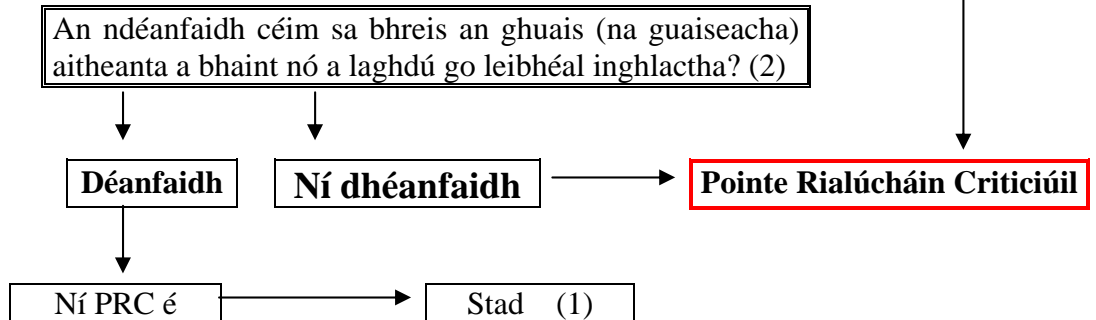 An ndéanfaidh céim sa bhreis an ghuais (na guaiseacha)
aitheanta a bhaint nó a laghdú go leibhéal inghlactha? (2)
Déanfaidh
Ní dhéanfaidh
Pointe Rialúcháin Criticiúil
Ní PRC é
Stad (1)